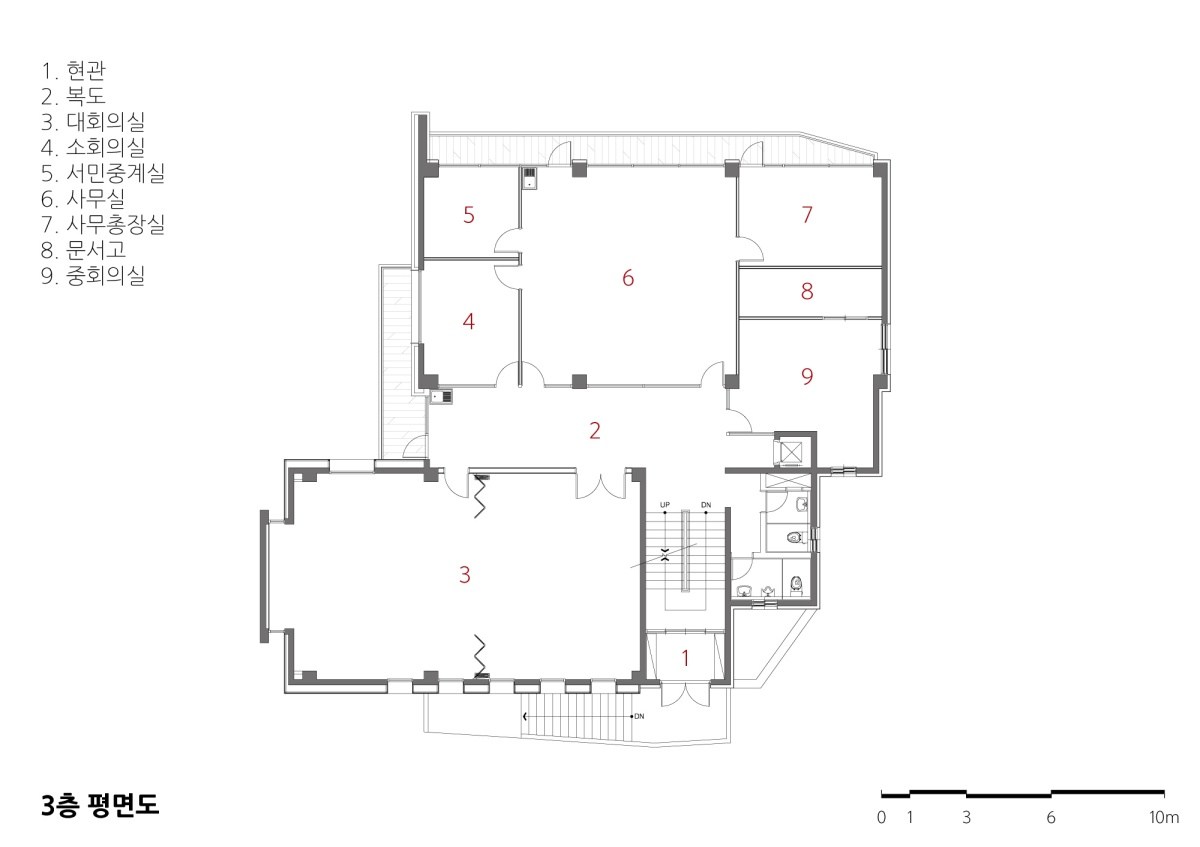 1. 현관
2. 복도
3. 대회의실
4. 소회의실
5. 서민중계실
6. 사무실
7. 사무총장실
8. 문서고
9. 중회의실
5
7
6
8
4
9
2
UP
DN
3
1
DN
3층 평면도
0 1 3 6 10m